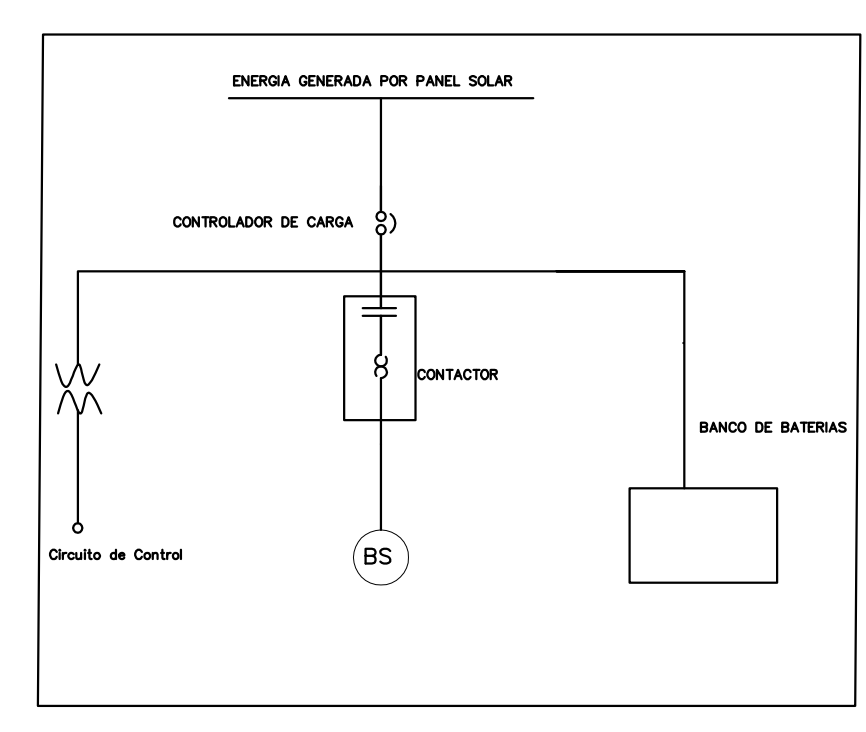 ENERGIA GENERADA POR PANEL SOLAR
CONTROLADOR DE CARGA
CONTACTOR
BANCO DE BATERIAS
Circuito de Control
BS